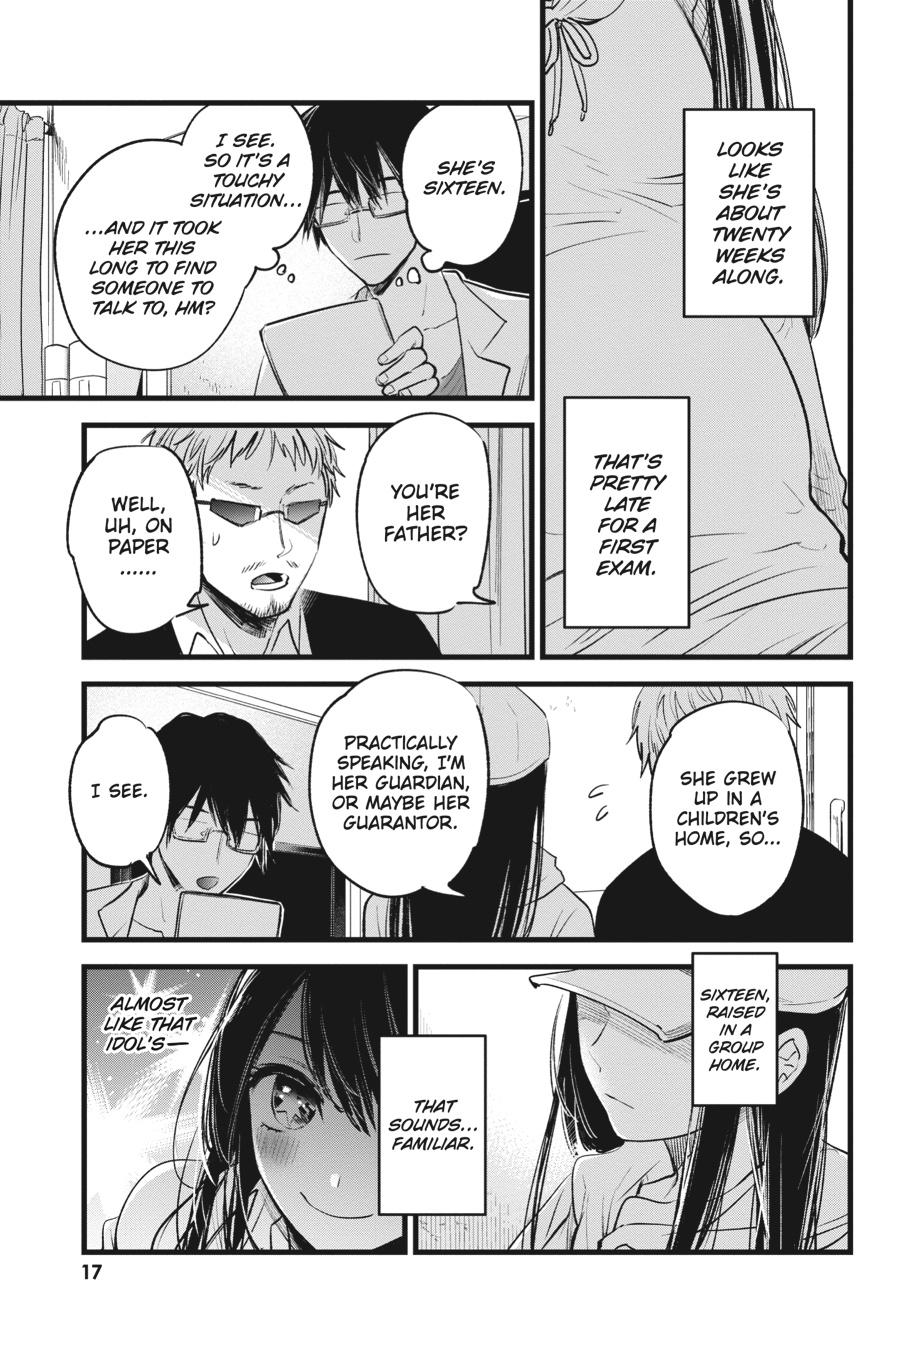 LOOKS
LIKE
SHE'S
ABOUT
TWENTY
WEEKS
ALONG.
THAT'S
PRETTY
LATE
FOR A
FIRST
EXAM.
SHE'S
SIXTEEN.
I SEE.
SO IT'S A
TOUCHY
SITUATION...
...AND IT TOOK
HER THIS
LONG TO FIND
SOMEONE TO
TALK TO, HM?
YOU'RE
HER
FATHER?
WELL,
UH, ON
PAPER
......
SHE GREW
UP IN A
CHILDREN'S
HOME, SO...
PRACTICALLY
SPEAKING, I'M
HER GUARDIAN,
OR MAYBE HER
GUARANTOR.
I SEE.
SIXTEEN,
RAISED
IN A
GROUP
HOME.
THAT
SOUNDS...
FAMILIAR.
ALMOST
LIKE THAT
IDOL'S—
17